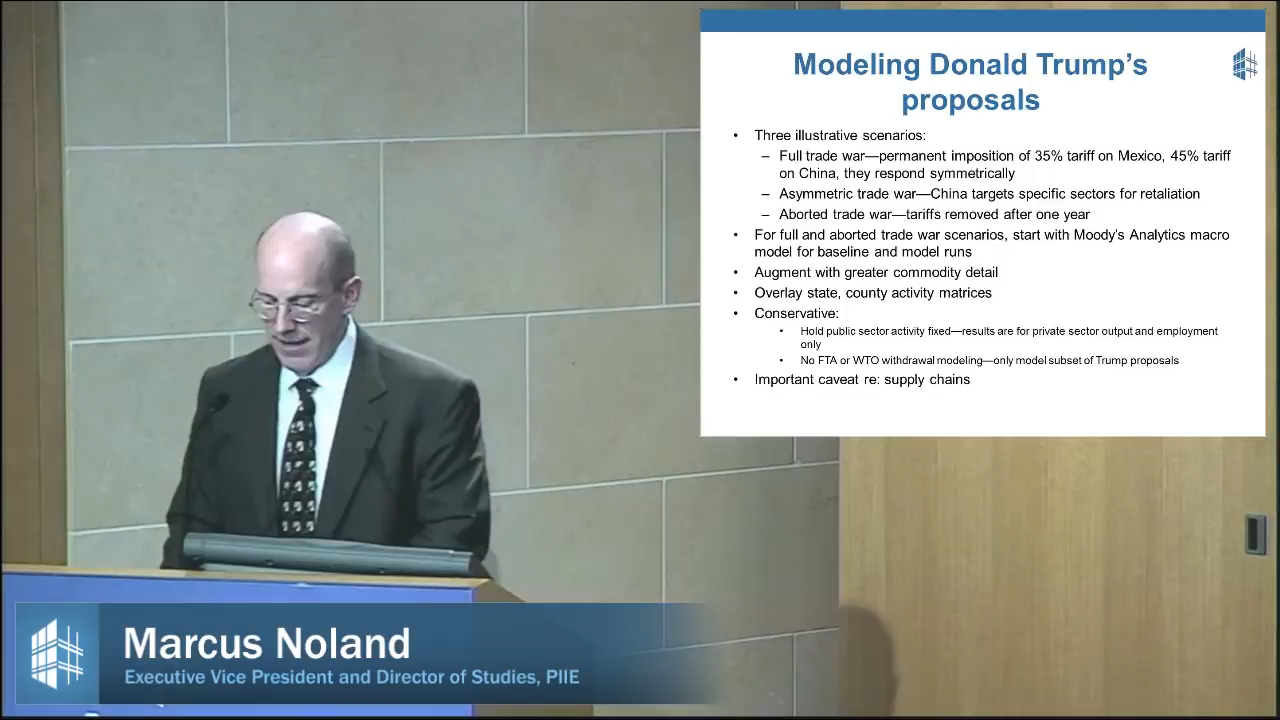 Modeling Donald Trump's
proposals
• Three illustrative scenarios:
– Full trade war—permanent imposition of 35% tariff on Mexico, 45% tariff
on China, they respond symmetrically
– Asymmetric trade war—China targets specific sectors for retaliation
– Aborted trade war—tariffs removed after one year
• For full and aborted trade war scenarios, start with Moody's Analytics macro
model for baseline and model runs
• Augment with greater commodity detail
• Overlay state, county activity matrices
• Conservative:
• Hold public sector activity fixed—results are for private sector output and employment
only
• No FTA or WTO withdrawal modeling—only model subset of Trump proposals
• Important caveat re: supply chains
Marcus Noland
Executive Vice President and Director of Studies, PIIE